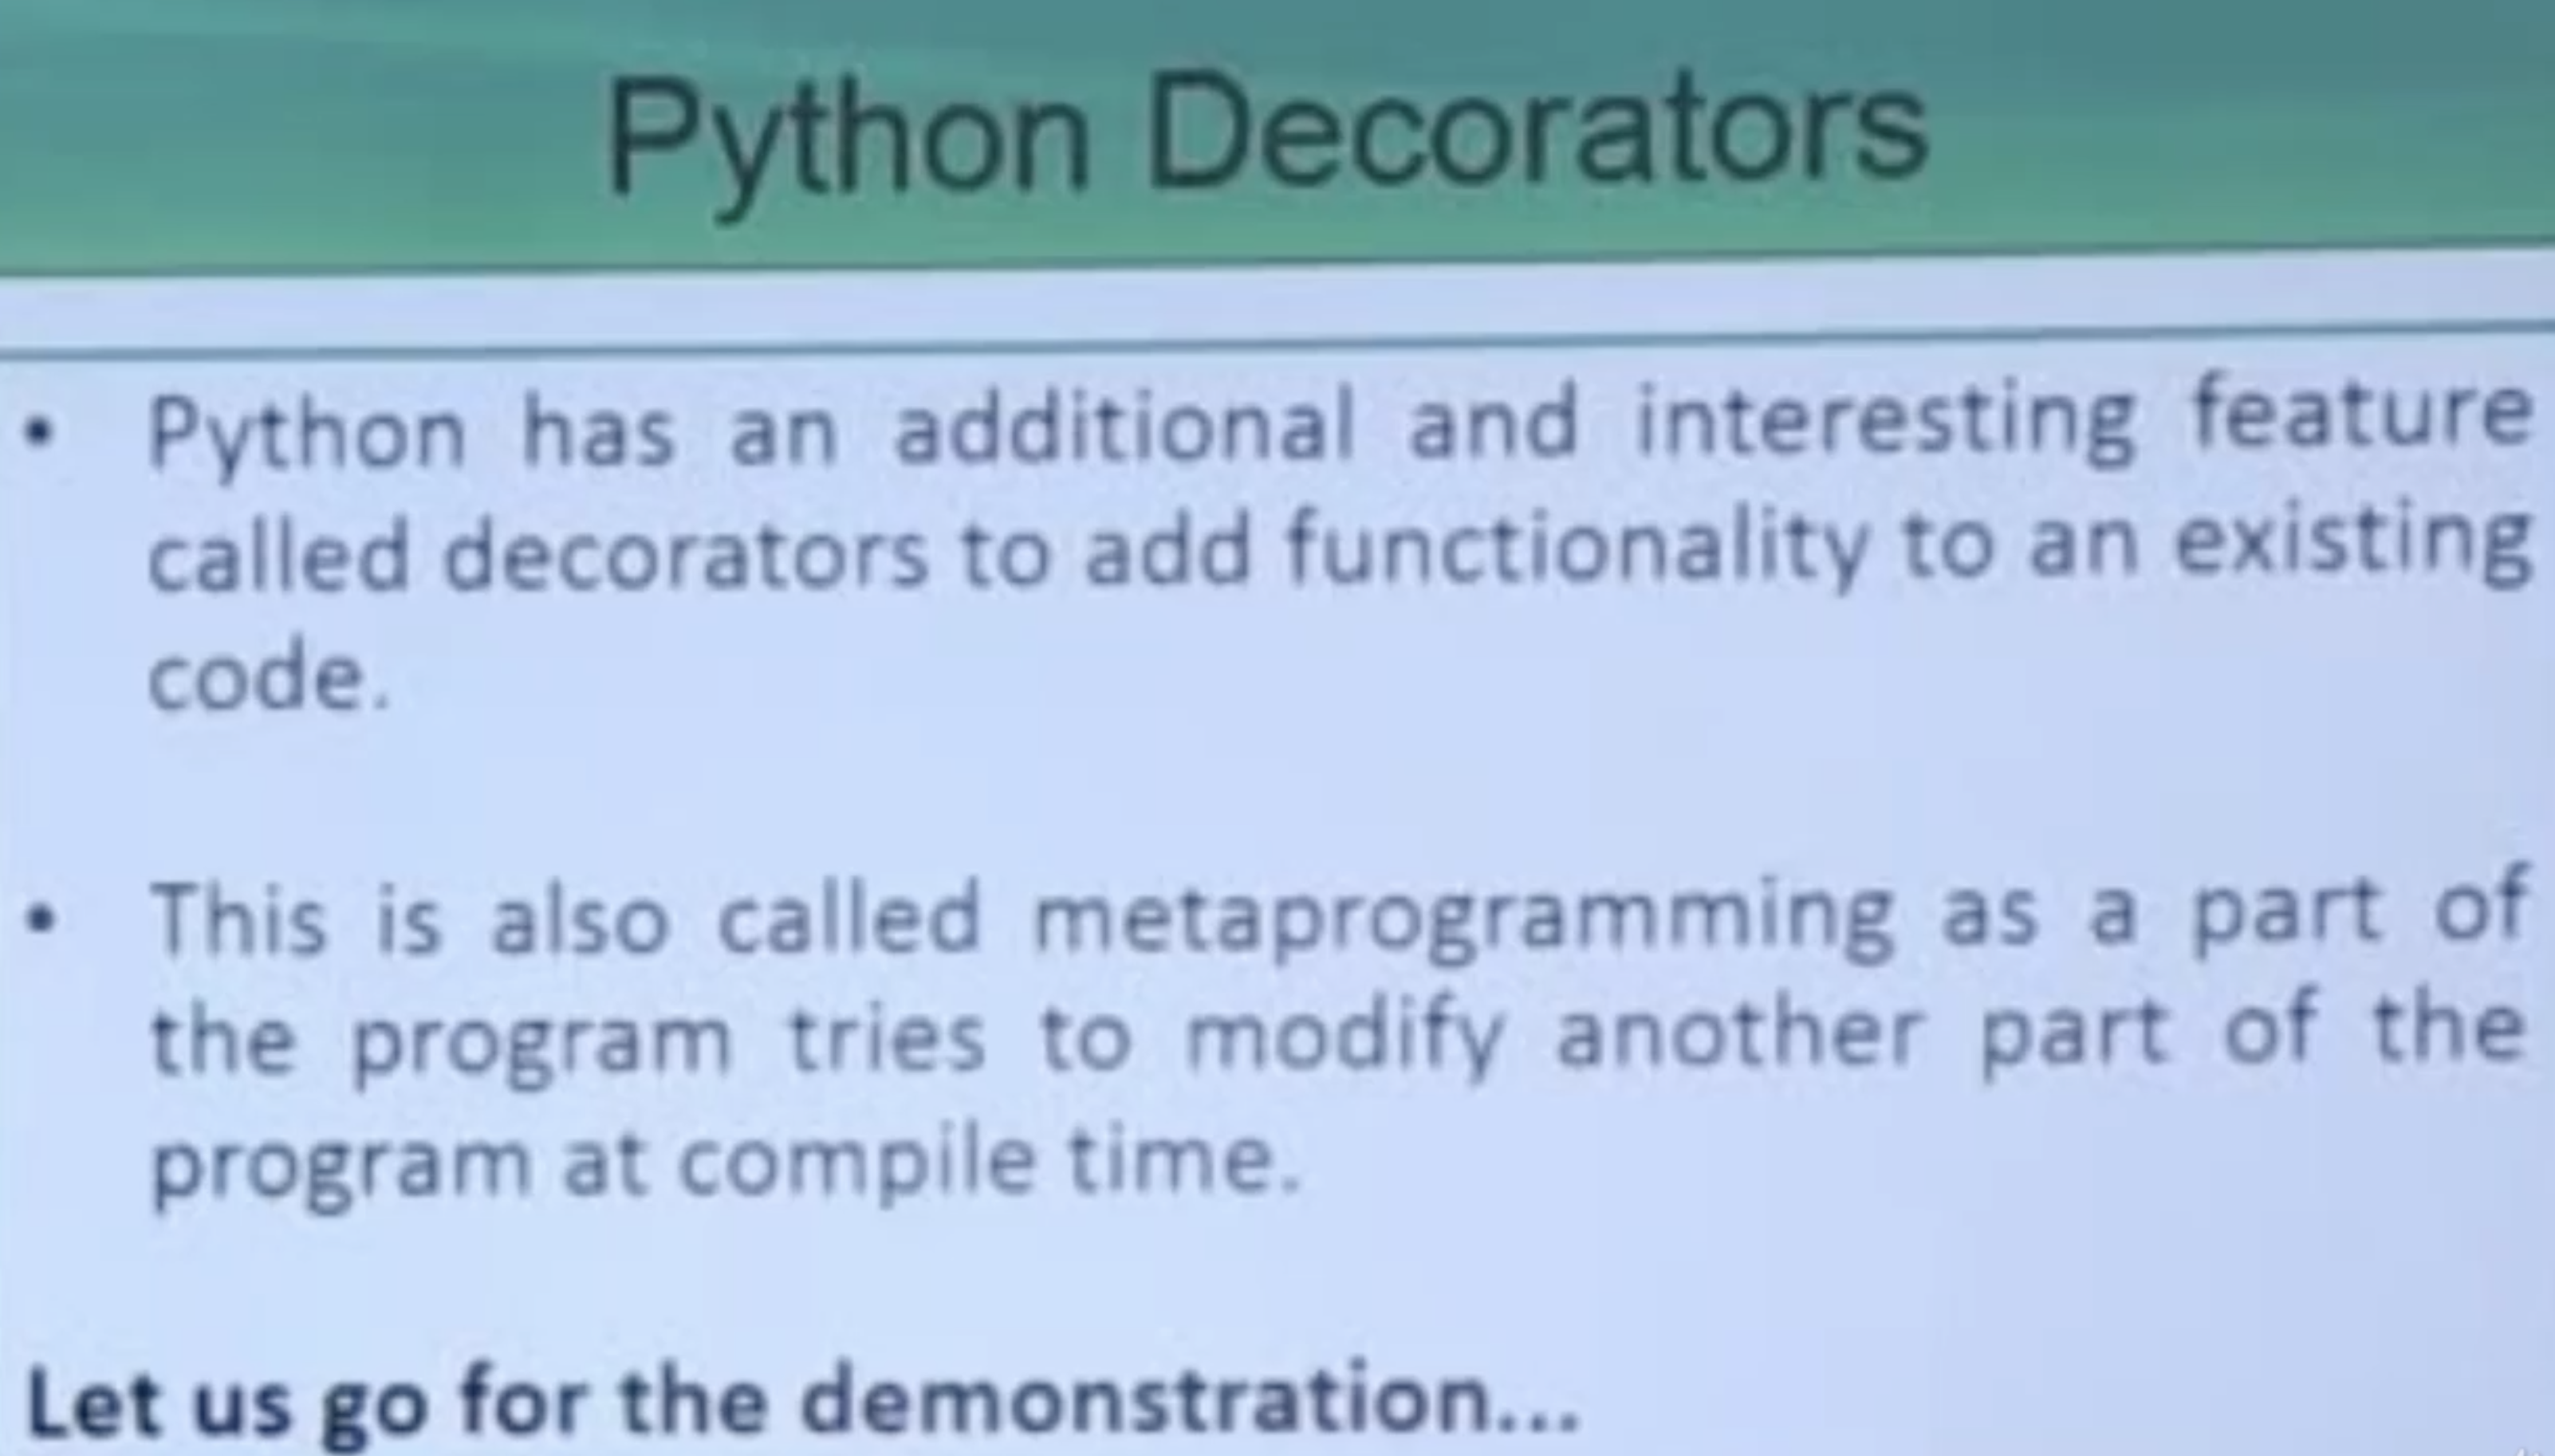 Python Decorators
• Python has an additional and interesting feature
called decorators to add functionality to an existing
code.
• This is also called metaprogramming as a part of
the program tries to modify another part of the
program at compile time.
Let us go for the demonstration...